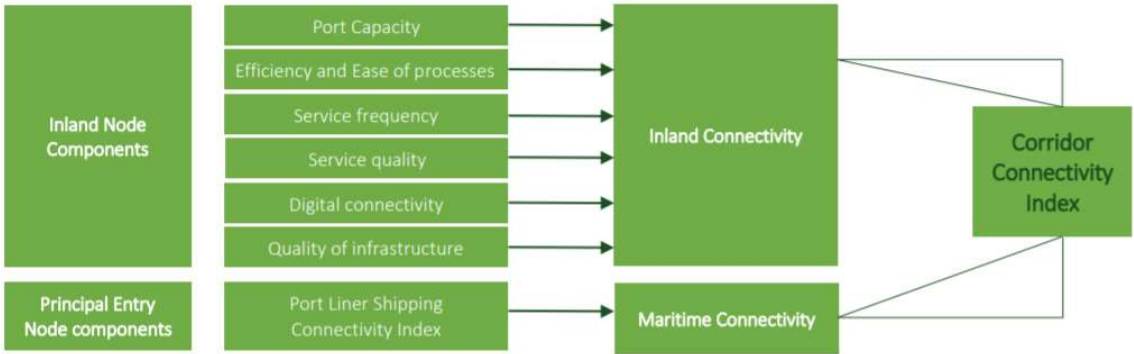 Inland Node
Components
Port Capacity
Efficiency and Ease of processes
Service frequency
Service quality
Digital connectivity
Quality of infrastructure
Inland Connectivity
Corridor
Connectivity
Index
Principal Entry
Node components
Port Liner Shipping
Connectivity Index
Maritime Connectivity